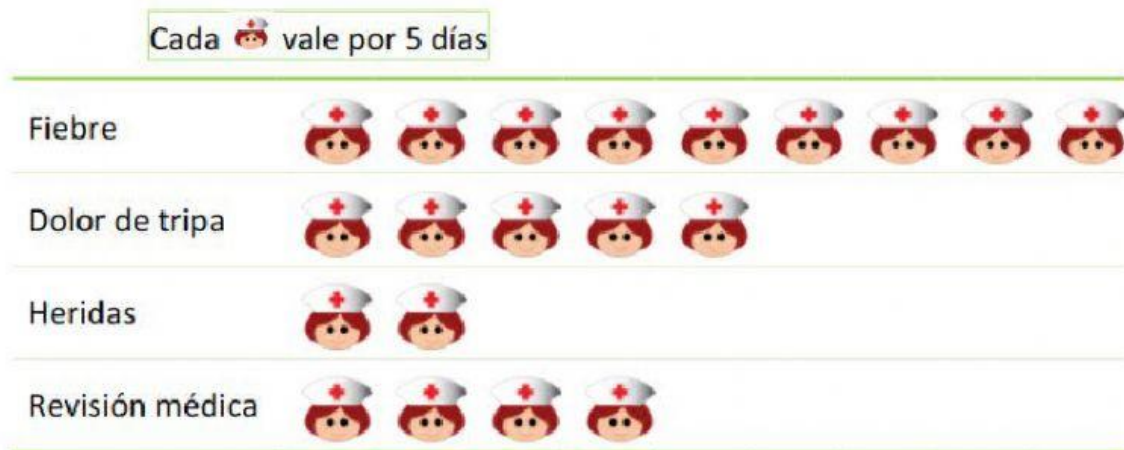 Cada vale por 5 días
Fiebre
Dolor de tripa
Heridas
Revisión médica